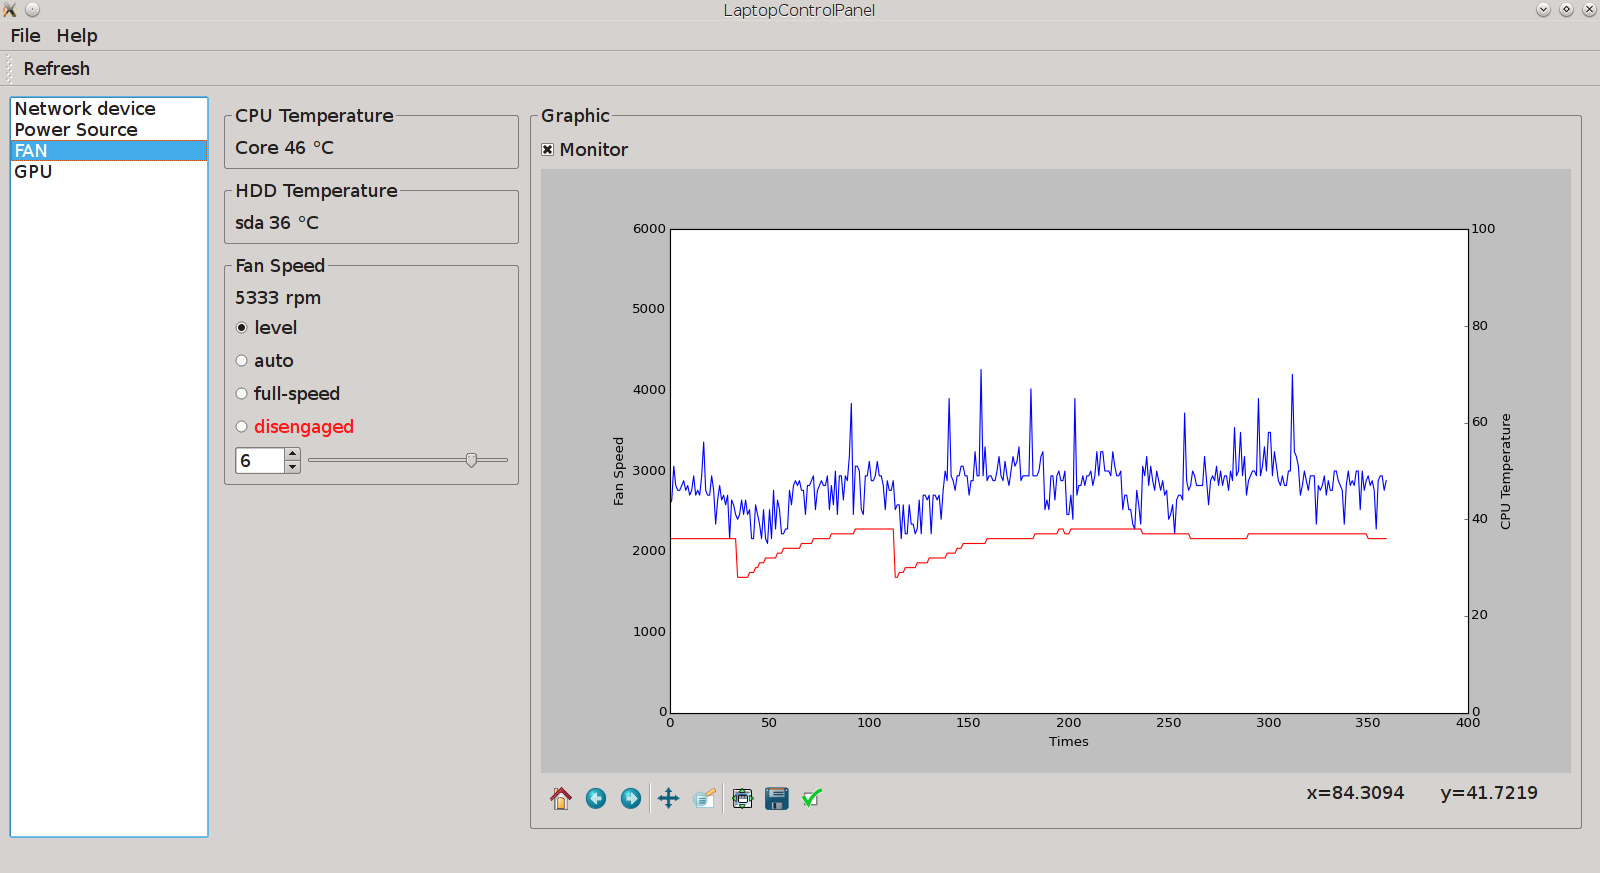 LaptopControlPanel
File Help
Refresh
Network device
Power Source
FAN
GPU
CPU Temperature
Core 46 °C
HDD Temperature
sda 36 °C
Fan Speed
5333 rpm
level
auto
full-speed
disengaged
6
Graphic
Monitor
6000
5000
4000
3000
2000
1000
0
Fan Speed
100
80
60
40
20
0
CPU Temperature
0 50 100 150 200 250 300 350 400
Times
x=84.3094 y=41.7219